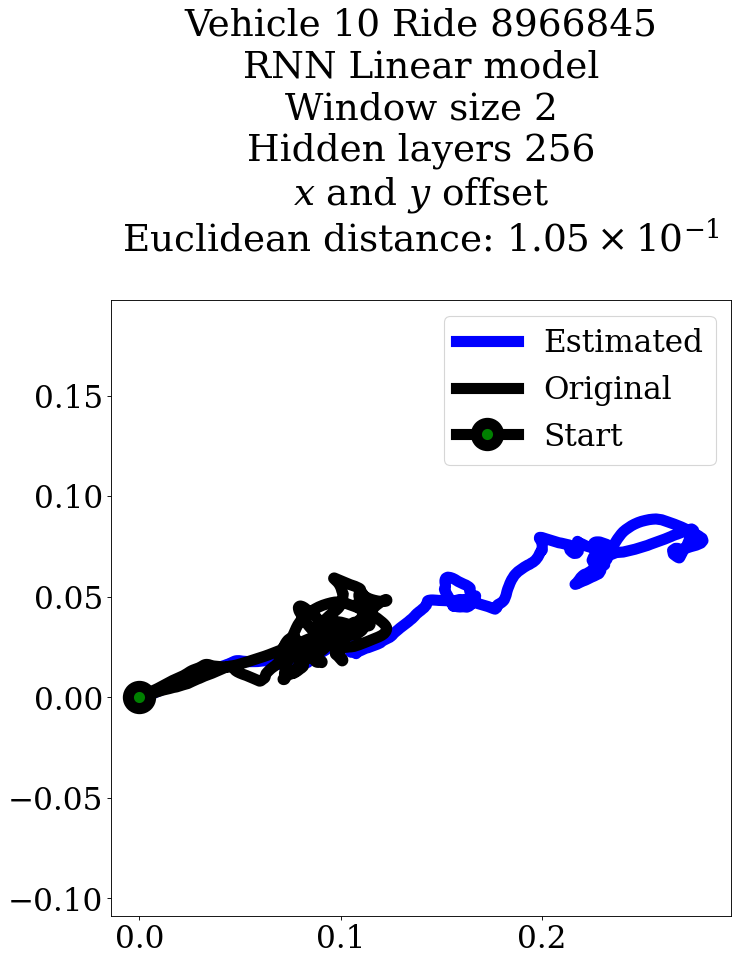 Vehicle 10 Ride 8966845
RNN Linear model
Window size 2
Hidden layers 256
x and y offset
Euclidean distance: 1.05 × 10⁻¹
Estimated
Original
Start
0.15
0.10
0.05
0.00
−0.05
−0.10
0.0 0.1 0.2